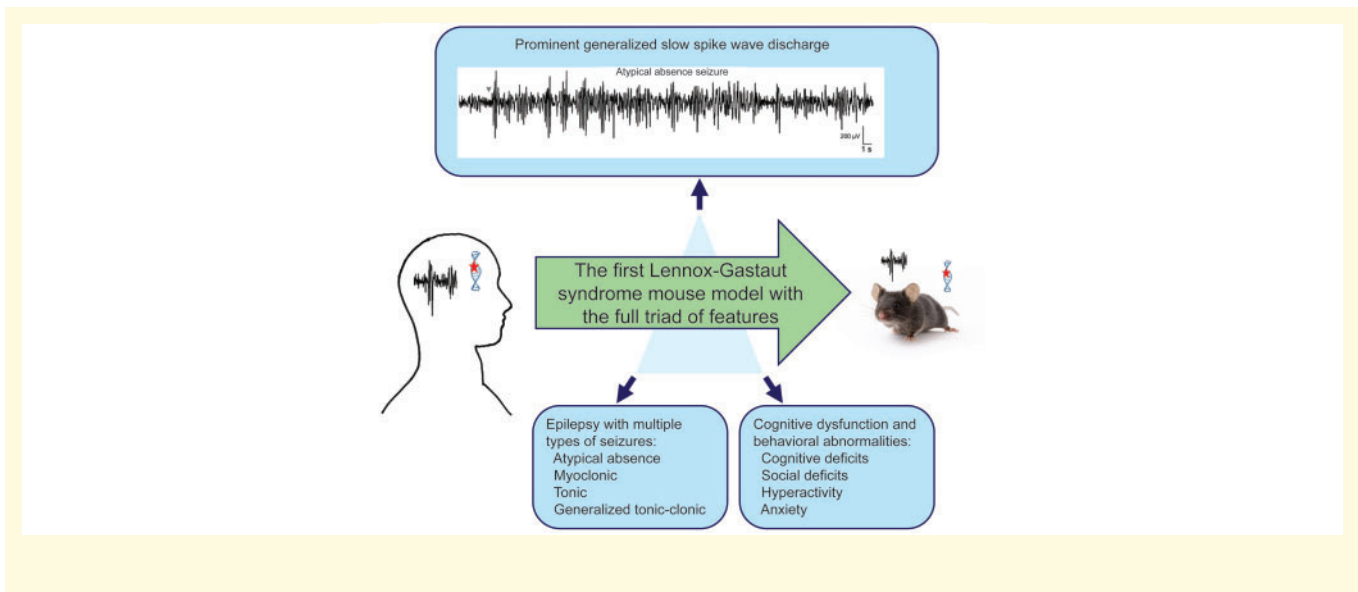 Prominent generalized slow spike wave discharge
Atypical absence seizure
200 µV
1 s
The first Lennox-Gastaut
syndrome mouse model with
the full triad of features
Epilepsy with multiple
types of seizures:
Atypical absence
Myoclonic
Tonic
Generalized tonic-clonic
Cognitive dysfunction and
behavioral abnormalities:
Cognitive deficits
Social deficits
Hyperactivity
Anxiety